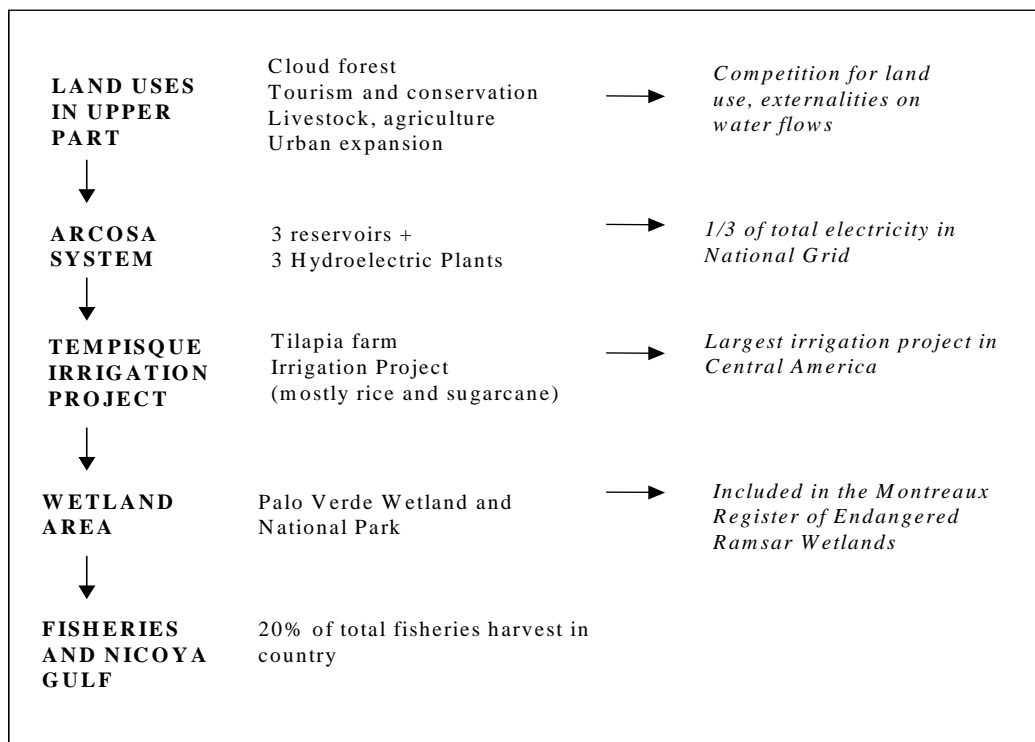 LAND USES
IN UPPER
PART
Cloud forest
Tourism and conservation
Livestock, agriculture
Urban expansion
Competition for land
use, externalities on
water flows
ARCOSA
SYSTEM
3 reservoirs +
3 Hydroelectric Plants
1/3 of total electricity in
National Grid
TEMPISQUE
IRRIGATION
PROJECT
Tilapia farm
Irrigation Project
(mostly rice and sugarcane)
Largest irrigation project in
Central America
WETLAND
AREA
Palo Verde Wetland and
National Park
Included in the Montreaux
Register of Endangered
Ramsar Wetlands
FISHERIES
AND NICOYA
GULF
20% of total fisheries harvest in
country